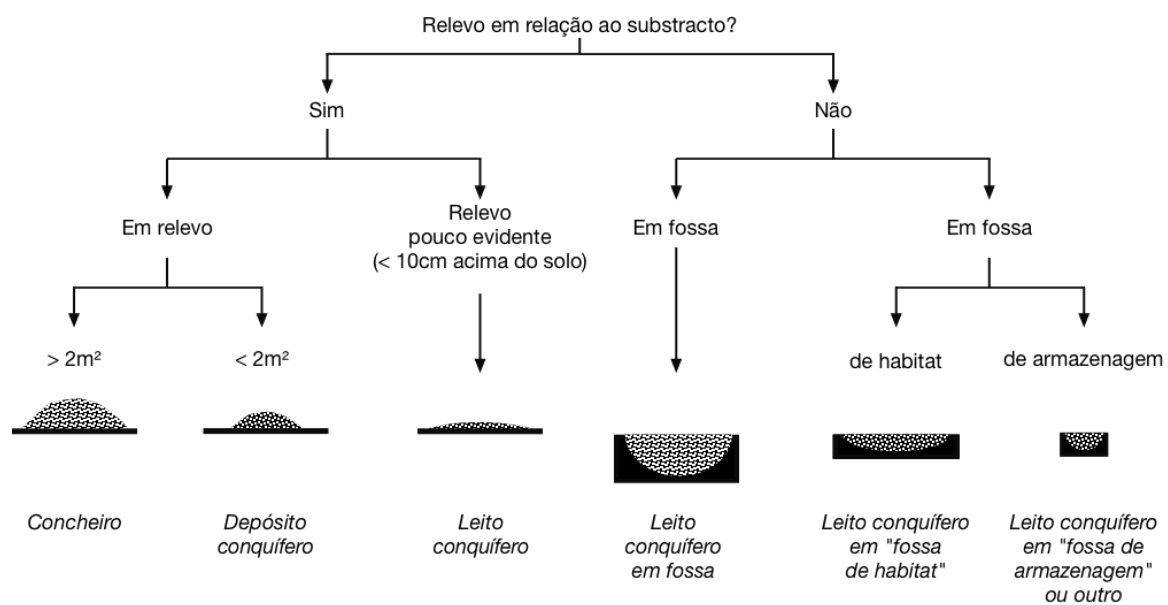 Relevo em relação ao substracto?
Sim
Não
Em relevo
Relevo
pouco evidente
(< 10cm acima do solo)
Em fossa
Em fossa
> 2m²
< 2m²
de habitat
de armazenagem
Concheiro
Depósito
conquífero
Leito
conquífero
Leito
conquífero
em fossa
Leito conquífero
em "fossa
de habitat"
Leito conquífero
em "fossa de
armazenagem"
ou outro